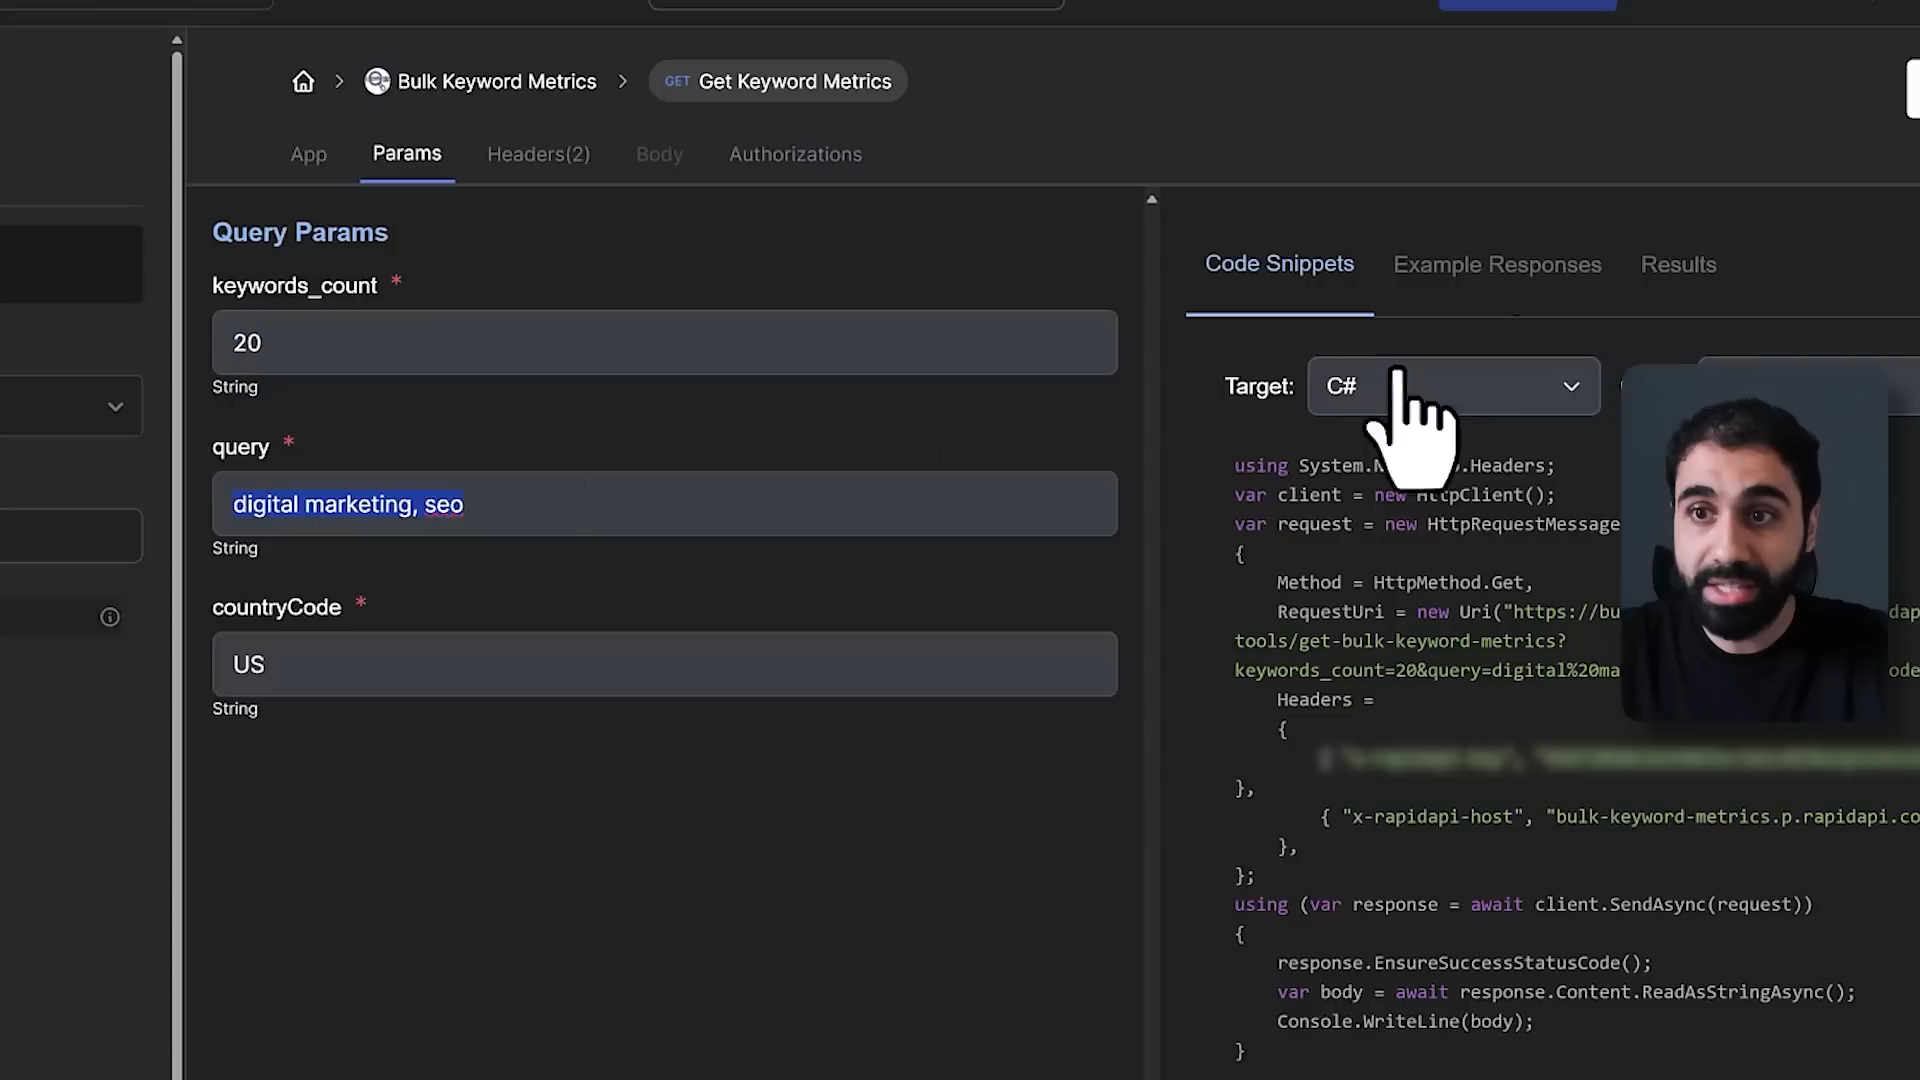 Bulk Keyword Metrics
GET Get Keyword Metrics
App
Params
Headers(2)
Body
Authorizations
Query Params
keywords_count *
20
String
query *
digital marketing, seo
String
countryCode *
US
String
Code Snippets
Example Responses
Results
Target:
C#
using System.N .Headers;
var client = new HttpClient();
var request = new HttpRequestMessage
{
Method = HttpMethod.Get,
RequestUri = new Uri("https://bu dap
tools/get-bulk-keyword-metrics?
keywords_count=20&query=digital%20ma ode
Headers =
{
},
{ "x-rapidapi-host", "bulk-keyword-metrics.p.rapidapi.co
},
};
using (var response = await client.SendAsync(request))
{
response.EnsureSuccessStatusCode();
var body = await response.Content.ReadAsStringAsync();
Console.WriteLine(body);
}